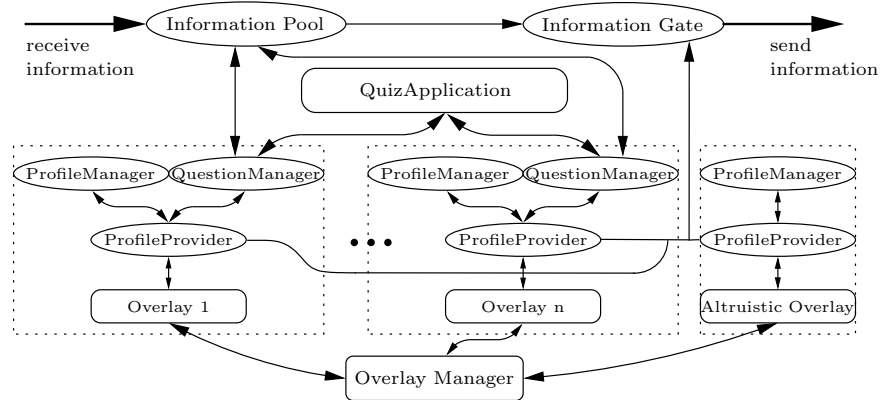 Information Pool
Information Gate
receive
information
send
information
QuizApplication
ProfileManager
QuestionManager
ProfileManager
QuestionManager
ProfileManager
ProfileProvider
ProfileProvider
ProfileProvider
Overlay 1
Overlay n
Altruistic Overlay
Overlay Manager